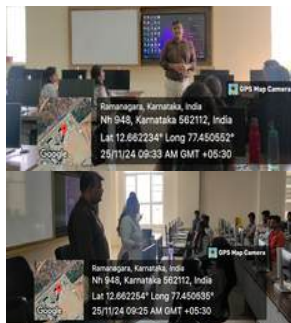 GPS Map Camera
Ramanagara, Karnataka, India
Nh 948, Karnataka 562112, India
Lat 12.662234° Long 77.450552°
25/11/24 09:33 AM GMT +05:30
Google
GPS Map Camera
Ramanagara, Karnataka, India
Nh 948, Karnataka 562112, India
Lat 12.662254° Long 77.450535°
25/11/24 09:25 AM GMT +05:30
Google